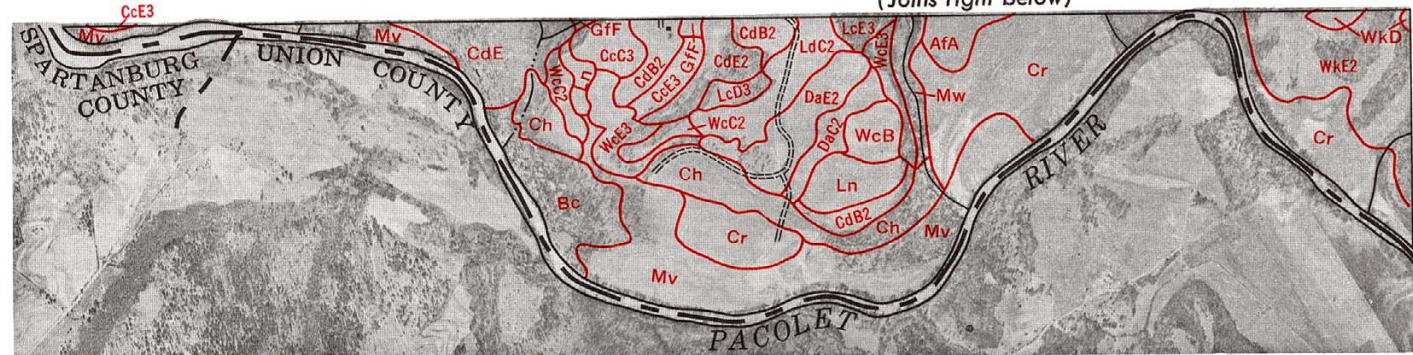 (Joins right below)
CcE3
Mv
SPARTANBURG
COUNTY
UNION COUNTY
Mv
CdE
GfF
CcC3
WcC2
Ln
CdB2
CcE3
GfF
CdB2
CdE2
LcD3
LdC2
LcE3
WcE3
AfA
Cr
Mw
WkD
WkE2
Cr
DaE2
DaC2
WcB
WcC2
WcE3
Ch
Ch
Ln
CdB2
Ch
Mv
Bc
Cr
Mv
PACOLET
RIVER